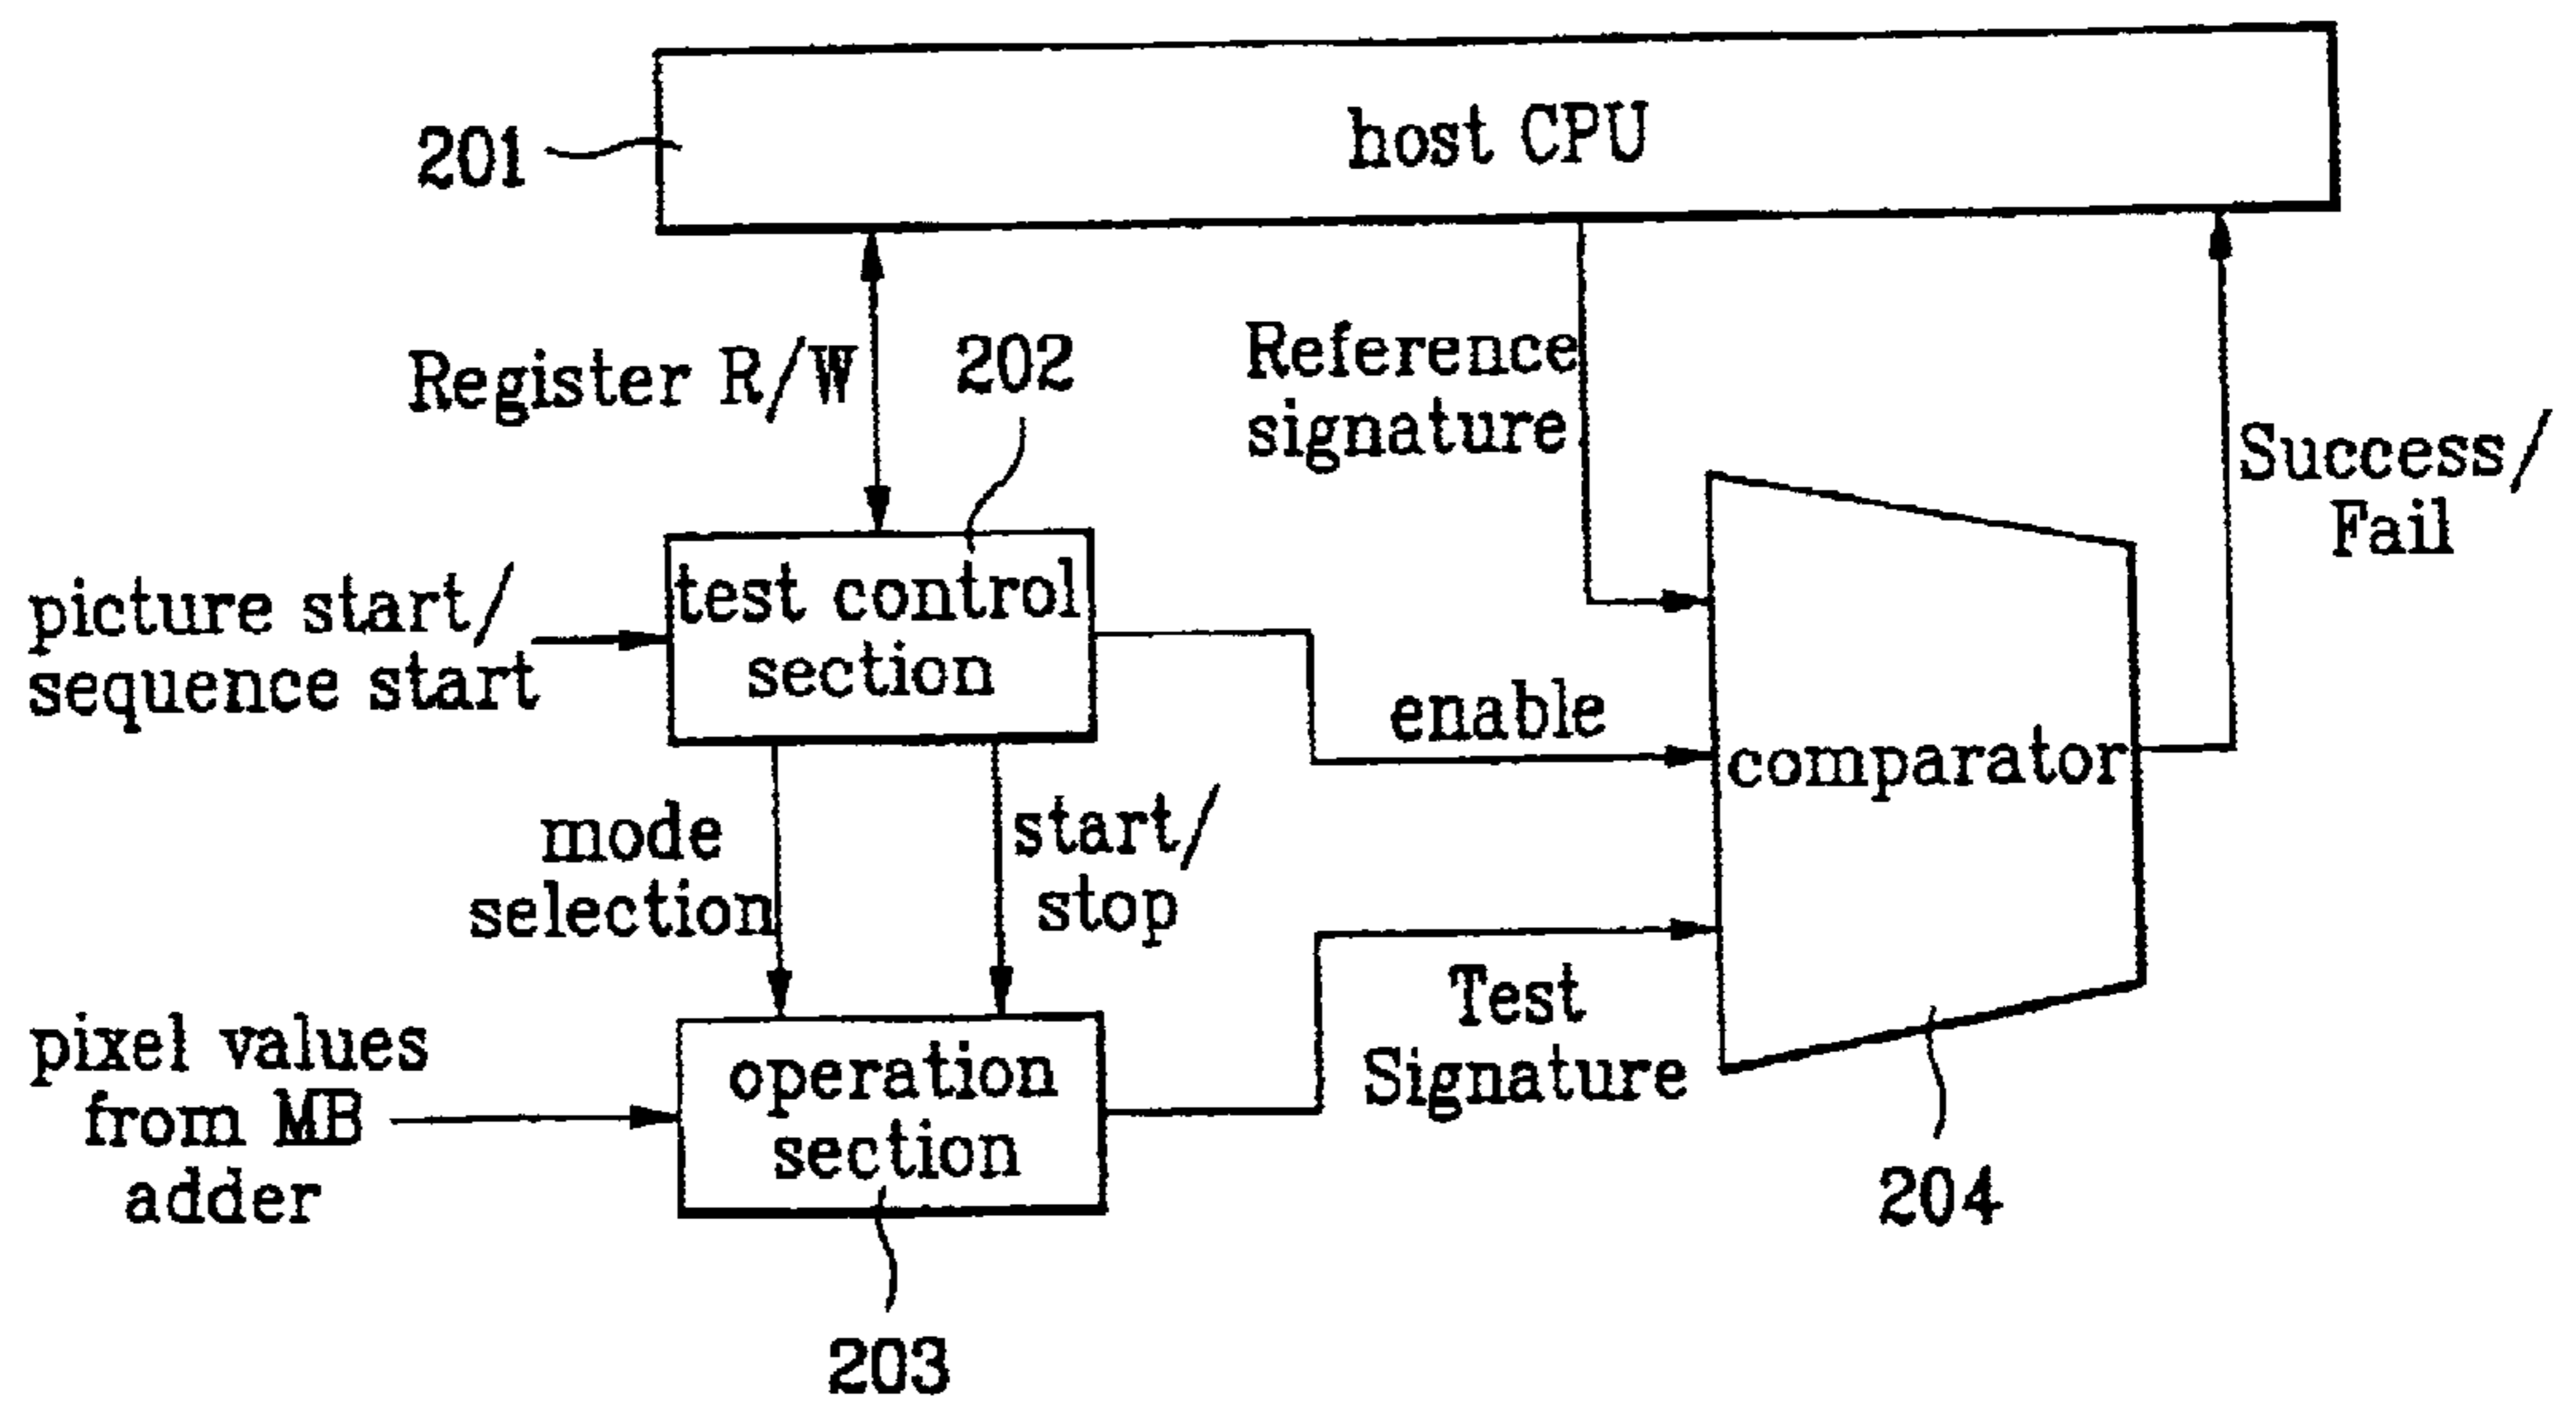 host CPU
201
Register R/W
202
Reference
signature
Success/
Fail
picture start/
sequence start
test control
section
enable
comparator
mode
selection
start/
stop
Test
Signature
pixel values
from MB
adder
operation
section
204
203